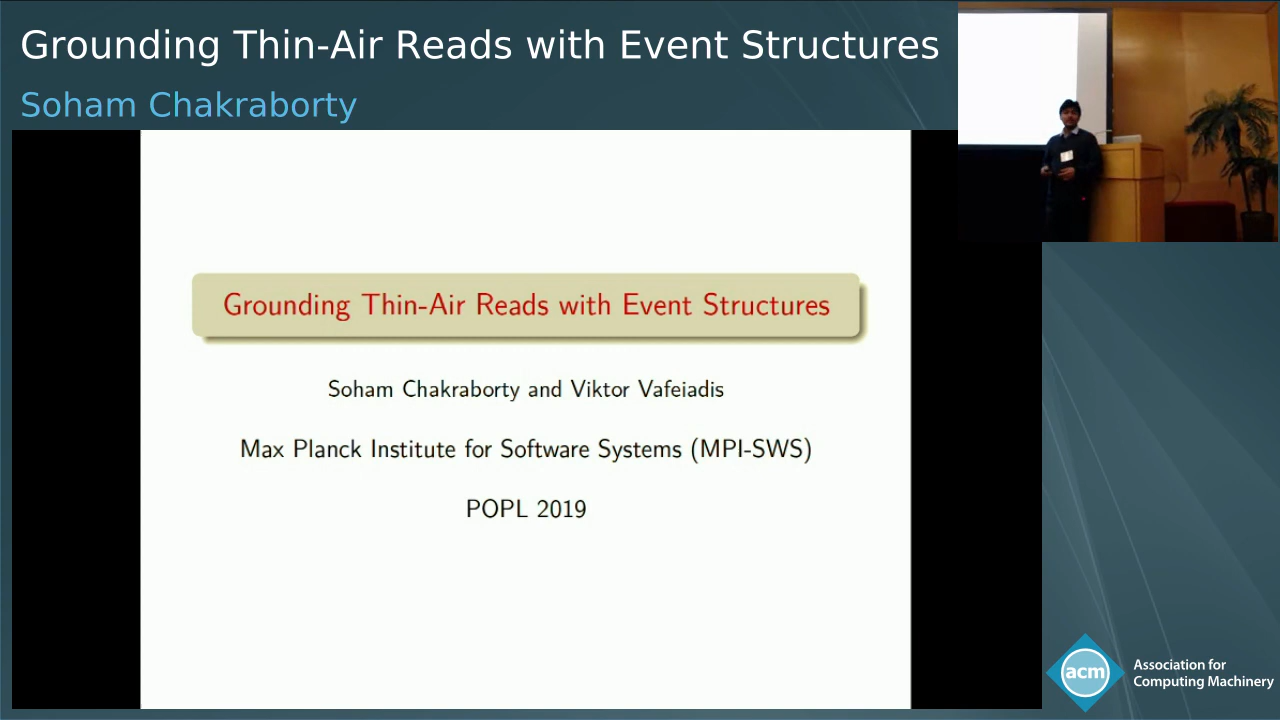 Grounding Thin-Air Reads with Event Structures
Soham Chakraborty
Grounding Thin-Air Reads with Event Structures
Soham Chakraborty and Viktor Vafeiadis
Max Planck Institute for Software Systems (MPI-SWS)
POPL 2019
acm
Association for
Computing Machinery